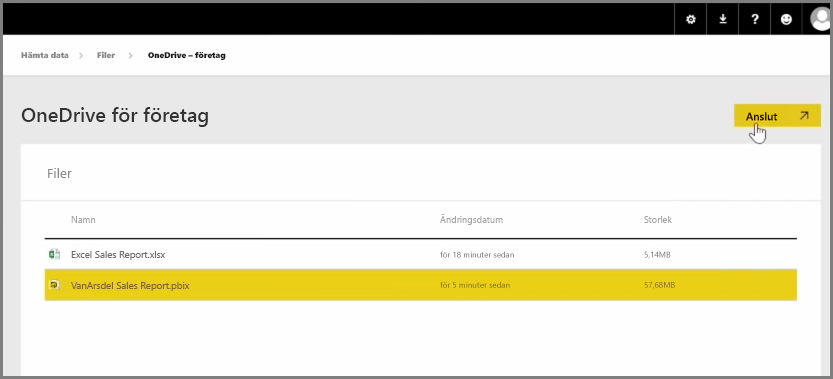 ?
Hämta data > Filer > OneDrive – företag
OneDrive för företag
Anslut
Filer
Namn Ändringsdatum Storlek
Excel Sales Report.xlsx för 18 minuter sedan 5,14MB
VanArsdel Sales Report.pbix för 5 minuter sedan 57,68MB